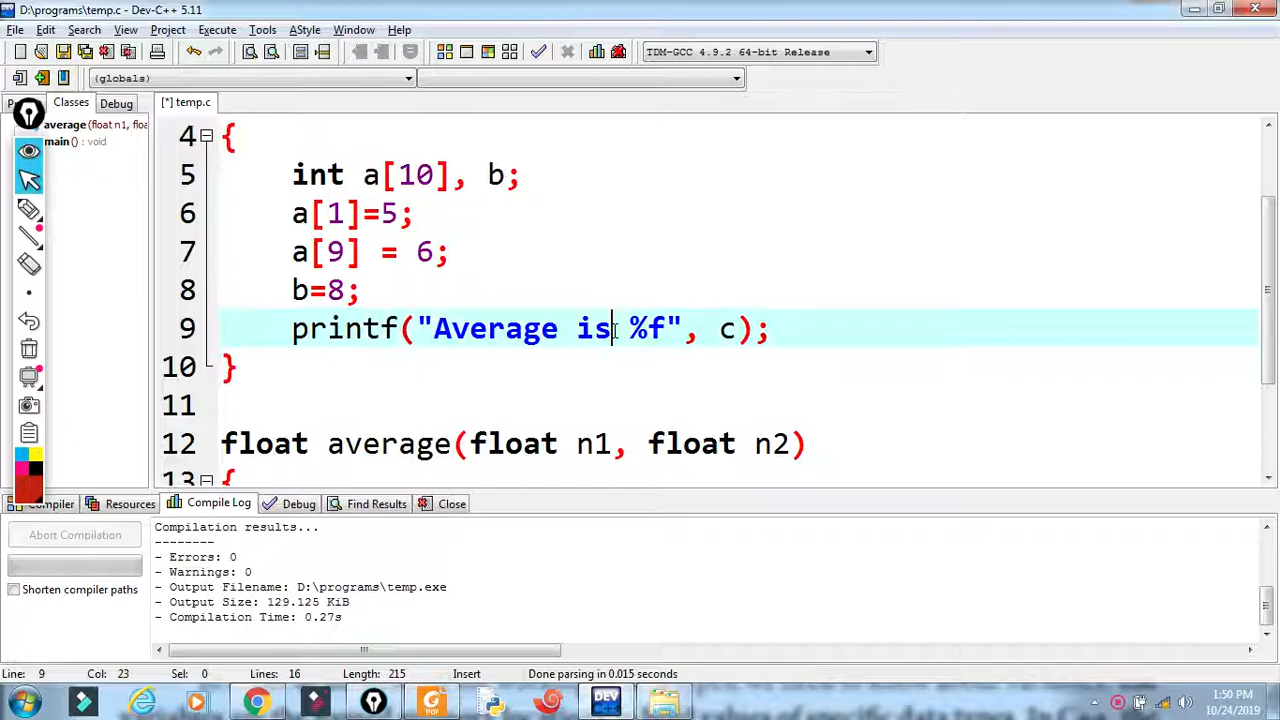 D:\programs\temp.c - Dev-C++ 5.11
File Edit Search View Project Execute Tools AStyle Window Help
TDM-GCC 4.9.2 64-bit Release
(globals)
Classes Debug
[*] temp.c
average (float n1, floa
main () : void
4 {
5 int a[10], b;
6 a[1]=5;
7 a[9] = 6;
8 b=8;
9 printf("Average is %f", c);
10 }
11
12 float average(float n1, float n2)
13 {
Compiler Resources Compile Log Debug Find Results Close
Abort Compilation
Shorten compiler paths
Compilation results...
--------
- Errors: 0
- Warnings: 0
- Output Filename: D:\programs\temp.exe
- Output Size: 129.125 KiB
- Compilation Time: 0.27s
Line: 9 Col: 23 Sel: 0 Lines: 16 Length: 215 Insert Done parsing in 0.015 seconds
DEV
PDF
1:50 PM
10/24/2019